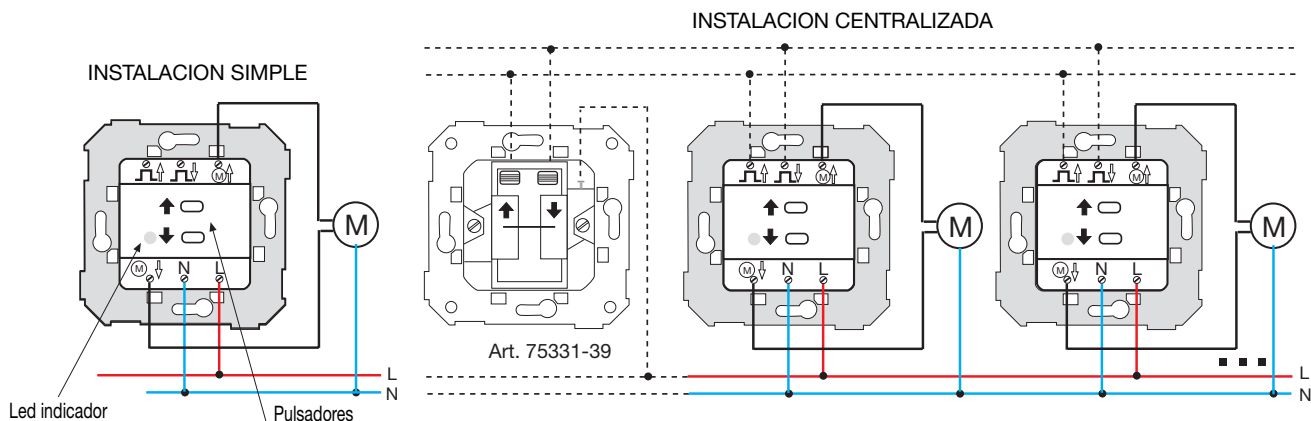 INSTALACION CENTRALIZADA
INSTALACION SIMPLE
M
M
M N L
Led indicador
Pulsadores
L
N
Art. 75331-39
M
M
M N L
M
M
M N L
L
N